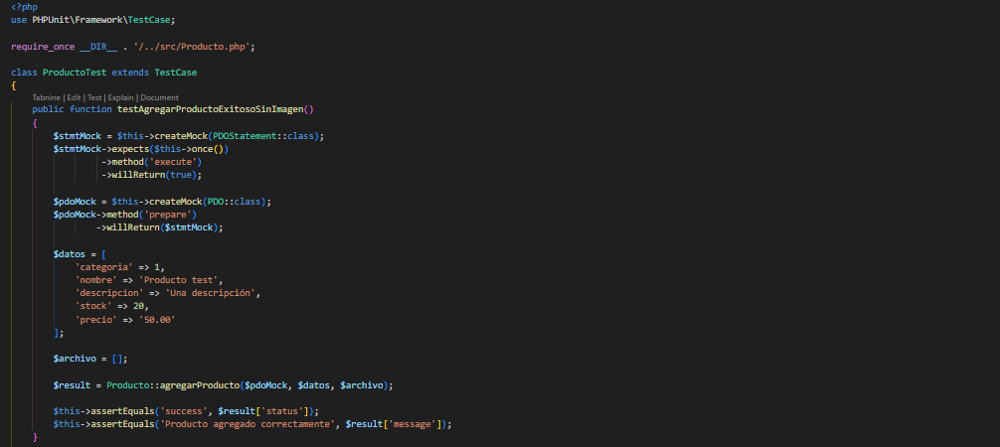 <?php
use PHPUnit\Framework\TestCase;
require_once __DIR__ . '/../src/Producto.php';
class ProductoTest extends TestCase
{
Tabnine | Edit | Test | Explain | Document
public function testAgregarProductoExitosoSinImagen()
{
$stmtMock = $this->createMock(PDOStatement::class);
$stmtMock->expects($this->once())
->method('execute')
->willReturn(true);
$pdoMock = $this->createMock(PDO::class);
$pdoMock->method('prepare')
->willReturn($stmtMock);
$datos = [
'categoria' => 1,
'nombre' => 'Producto test',
'descripcion' => 'Una descripción',
'stock' => 20,
'precio' => '50.00'
];
$archivo = [];
$result = Producto::agregarProducto($pdoMock, $datos, $archivo);
$this->assertEquals('success', $result['status']);
$this->assertEquals('Producto agregado correctamente', $result['message']);
}